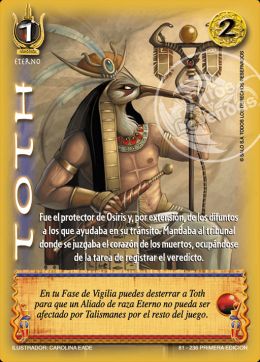 1
2
ETERNO
TOTH
Fue el protector de Osiris y, por extensión, de los difuntos
a los que ayudaba en su tránsito. Mandaba al tribunal
donde se juzgaba el corazón de los muertos, ocupándose
de la tarea de registrar el veredicto.
En tu Fase de Vigilia puedes desterrar a Toth
para que un Aliado de raza Eterno no pueda ser
afectado por Talismanes por el resto del juego.
ILUSTRADOR: CAROLINA EADE
81 - 236 PRIMERA EDICION